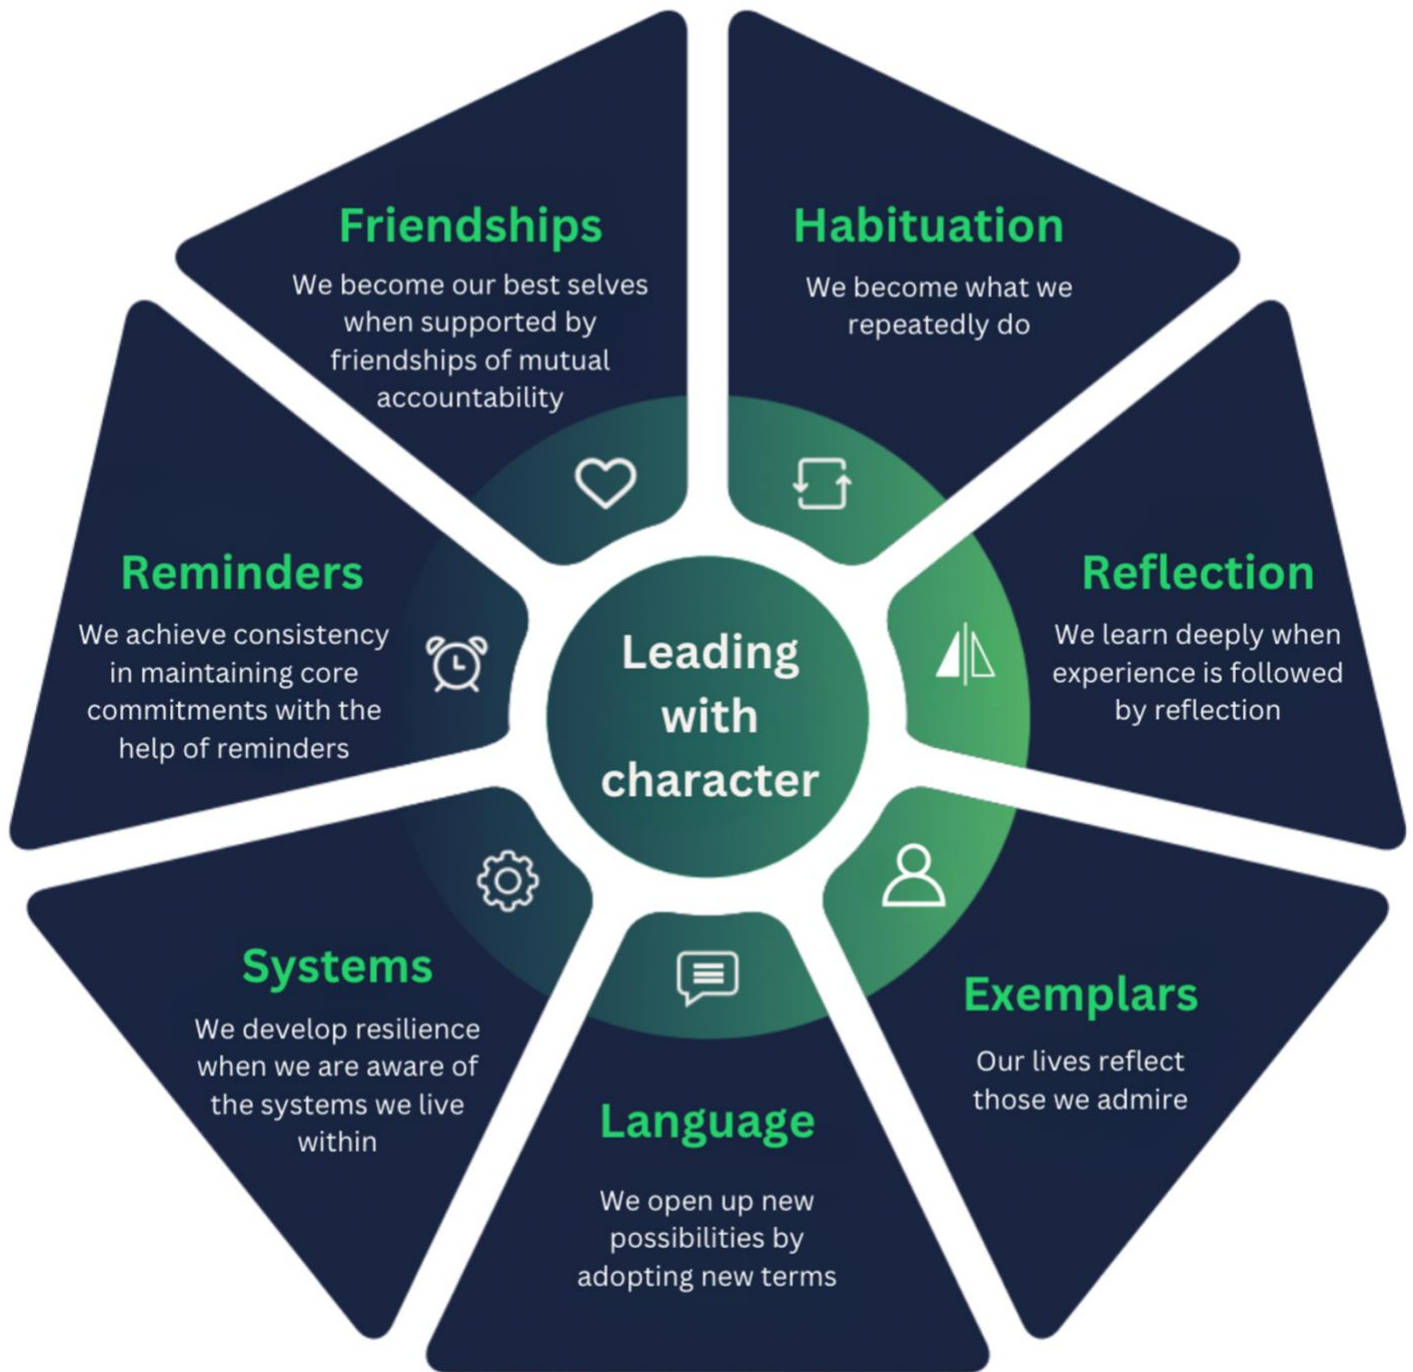 Friendships
We become our best selves
when supported by
friendships of mutual
accountability
Habituation
We become what we
repeatedly do
Reminders
We achieve consistency
in maintaining core
commitments with the
help of reminders
Leading
with
character
Reflection
We learn deeply when
experience is followed
by reflection
Systems
We develop resilience
when we are aware of
the systems we live
within
Language
We open up new
possibilities by
adopting new terms
Exemplars
Our lives reflect
those we admire